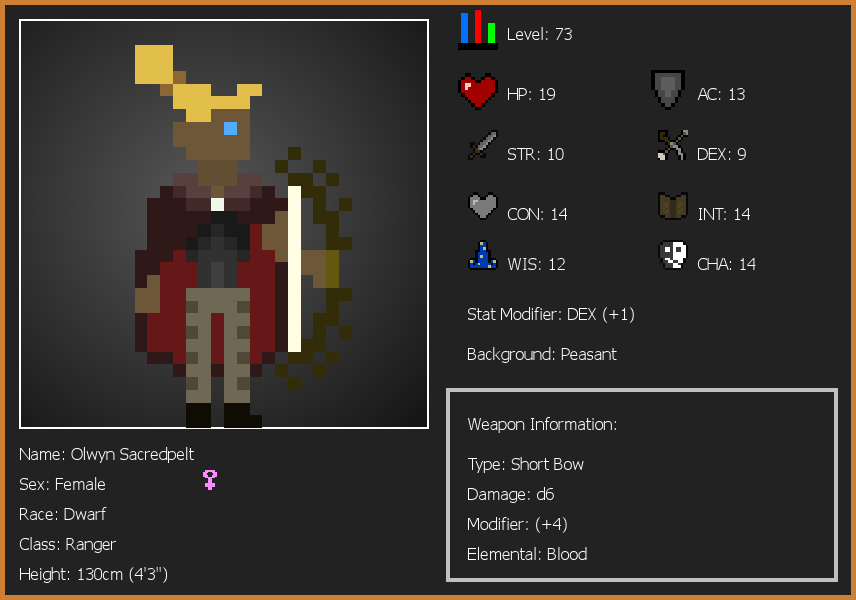 Level: 73
HP: 19
AC: 13
STR: 10
DEX: 9
CON: 14
INT: 14
WIS: 12
CHA: 14
Stat Modifier: DEX (+1)
Background: Peasant
Weapon Information:
Type: Short Bow
Damage: d6
Modifier: (+4)
Elemental: Blood
Name: Olwyn Sacredpelt
Sex: Female
Race: Dwarf
Class: Ranger
Height: 130cm (4'3")